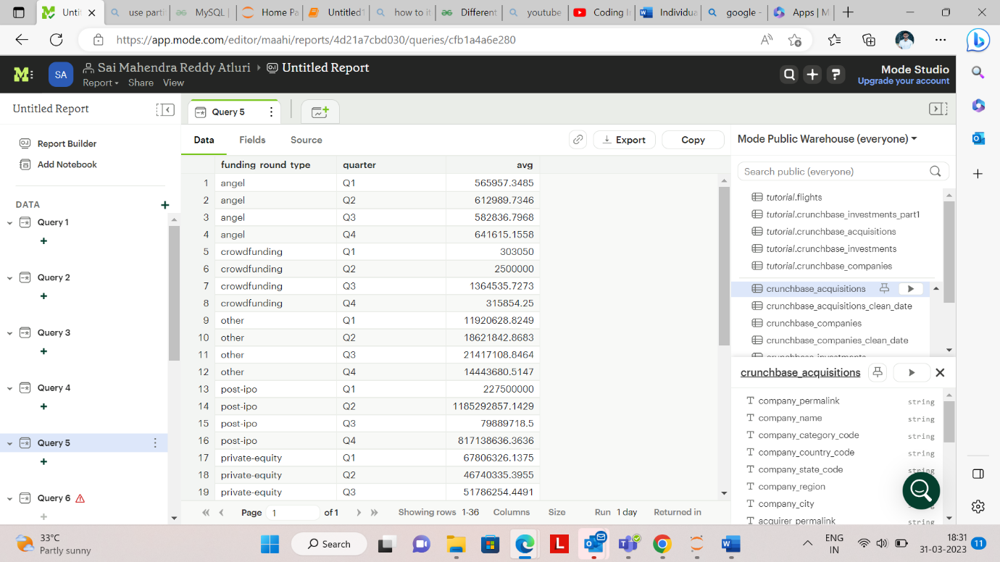 Untit
use parti
MySQL |
Home Pa
Untitled1
how to it
Different
youtube
Coding In
Individua
google -
Apps | M
https://app.mode.com/editor/maahi/reports/4d21a7cbd030/queries/cfb1a4a6e280
SA
Sai Mahendra Reddy Atluri
Untitled Report
Report
Share
View
Mode Studio
Upgrade your account
Untitled Report
Report Builder
Add Notebook
DATA
Query 1
Query 2
Query 3
Query 4
Query 5
Query 6
Query 5
Data
Fields
Source
Export
Copy
funding_round_type quarter avg
1 angel Q1 565957.3485
2 angel Q2 612989.7346
3 angel Q3 582836.7968
4 angel Q4 641615.1558
5 crowdfunding Q1 303050
6 crowdfunding Q2 2500000
7 crowdfunding Q3 1364535.7273
8 crowdfunding Q4 315854.25
9 other Q1 11920628.8249
10 other Q2 18621842.8683
11 other Q3 21417108.8464
12 other Q4 14443680.5147
13 post-ipo Q1 227500000
14 post-ipo Q2 1185292857.1429
15 post-ipo Q3 79889718.5
16 post-ipo Q4 817138636.3636
17 private-equity Q1 67806326.1375
18 private-equity Q2 46740335.3955
19 private-equity Q3 51786254.4491
Page 1 of 1
Showing rows 1-36
Columns
Size
Run 1 day
Returned in
Mode Public Warehouse (everyone)
Search public (everyone)
tutorial.flights
tutorial.crunchbase_investments_part1
tutorial.crunchbase_acquisitions
tutorial.crunchbase_investments
tutorial.crunchbase_companies
crunchbase_acquisitions
crunchbase_acquisitions_clean_date
crunchbase_companies
crunchbase_companies_clean_date
crunchbase_investments
crunchbase_acquisitions
company_permalink string
company_name string
company_category_code string
company_country_code string
company_state_code string
company_region
company_city string
acquirer_permalink string
33°C
Partly sunny
Search
ENG
IN
18:31
31-03-2023
11